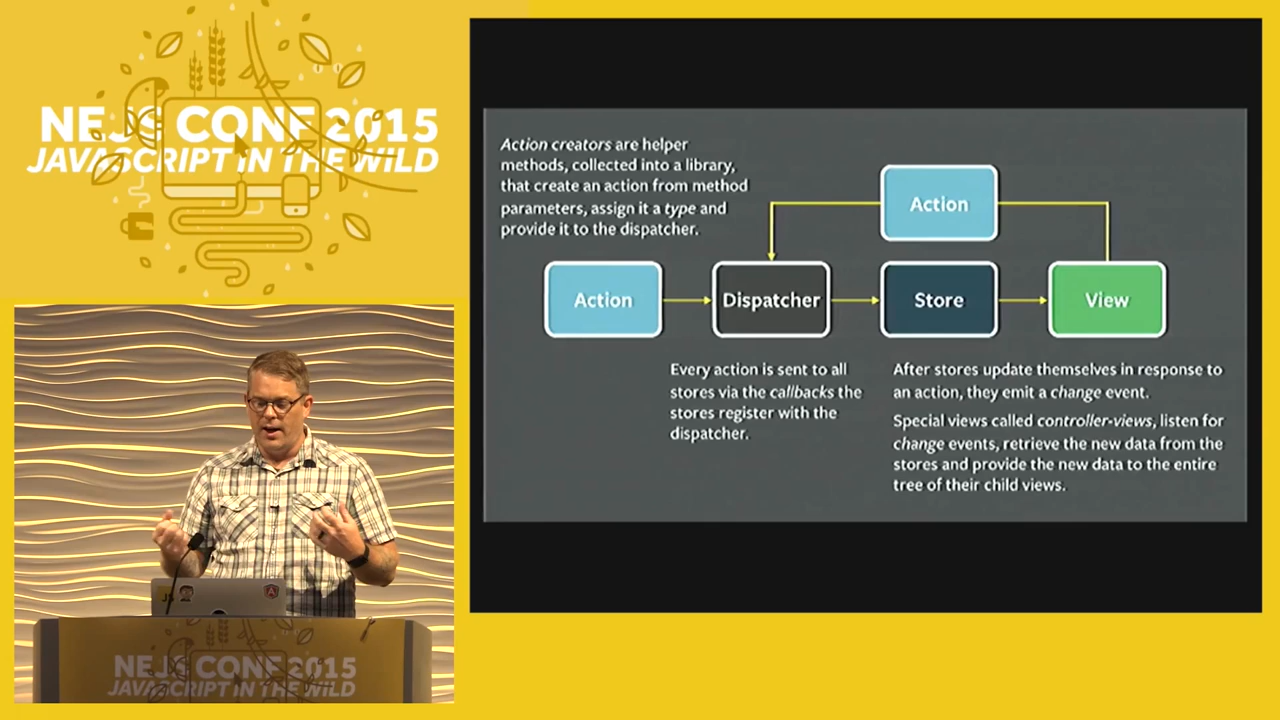 NEJS CONF 2015
JAVASCRIPT IN THE WILD
Action creators are helper
methods, collected into a library,
that create an action from method
parameters, assign it a type and
provide it to the dispatcher.
Action
Action
Dispatcher
Store
View
Every action is sent to all
stores via the callbacks the
stores register with the
dispatcher.
After stores update themselves in response to
an action, they emit a change event.
Special views called controller-views, listen for
change events, retrieve the new data from the
stores and provide the new data to the entire
tree of their child views.
JS
NEJS CONF 2015
JAVASCRIPT IN THE WILD